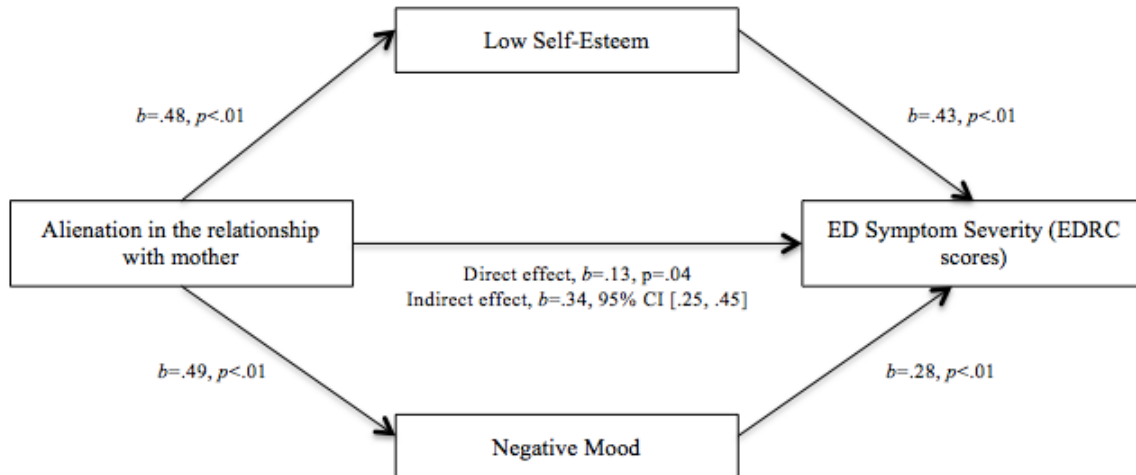 Low Self-Esteem
b=.48, p<.01
b=.43, p<.01
Alienation in the relationship
with mother
ED Symptom Severity (EDRC
scores)
Direct effect, b=.13, p=.04
Indirect effect, b=.34, 95% CI [.25, .45]
b=.49, p<.01
b=.28, p<.01
Negative Mood